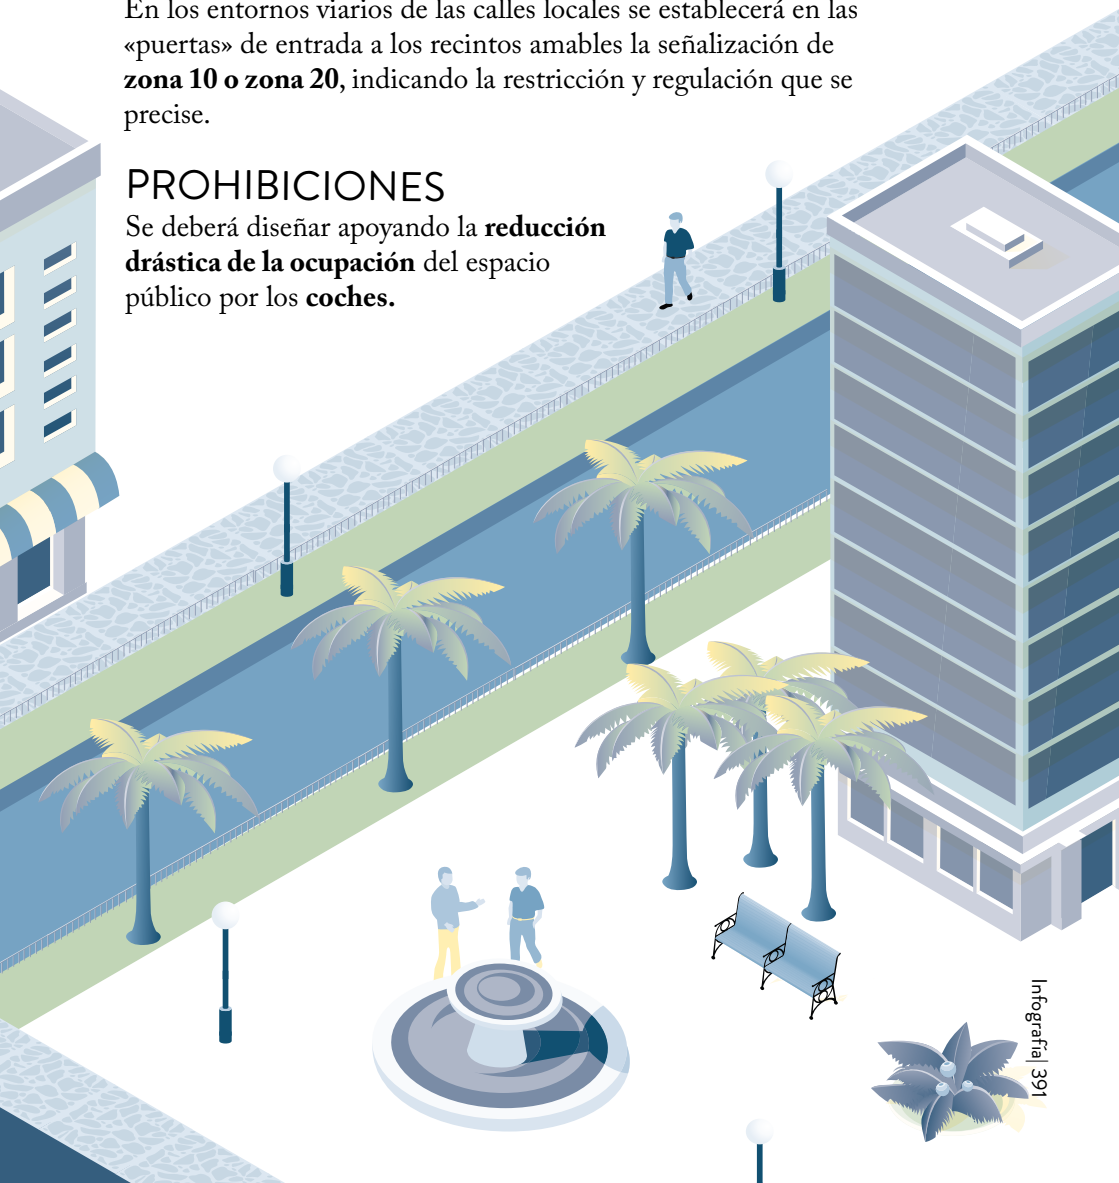 En los entornos viarios de las calles locales se establecerá en las
«puertas» de entrada a los recintos amables la señalización de
zona 10 o zona 20, indicando la restricción y regulación que se
precise.
PROHIBICIONES
Se deberá diseñar apoyando la reducción
drástica de la ocupación del espacio
público por los coches.
Infografía| 391